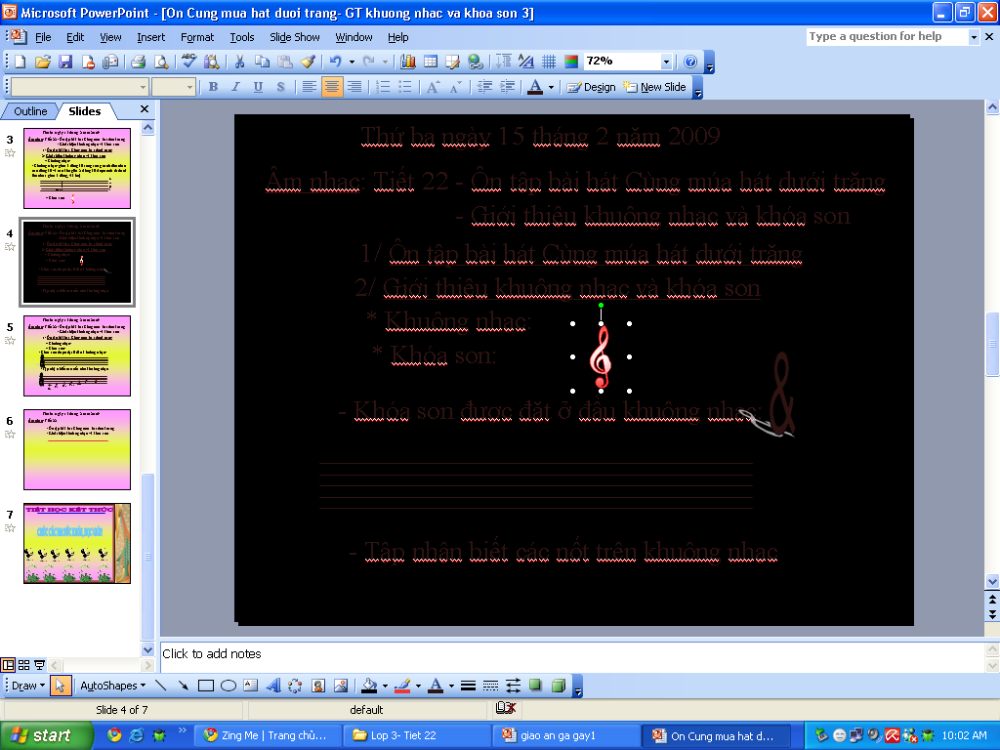 Microsoft PowerPoint - [On Cung mua hat duoi trang- GT khuong nhac va khoa son 3]
File Edit View Insert Format Tools Slide Show Window Help
Type a question for help
72%
Design New Slide
Outline Slides
3
4
5
6
7
TIẾT HỌC KẾT THÚC
Thứ ba ngày 15 tháng 2 năm 2009
Âm nhạc: Tiết 22 - Ôn tập bài hát Cùng múa hát dưới trăng
- Giới thiệu khuông nhạc và khóa son
1/ Ôn tập bài hát Cùng múa hát dưới trăng
2/ Giới thiệu khuông nhạc và khóa son
* Khuông nhạc:
* Khóa son:
- Khóa son được đặt ở đầu khuông nhạc:
- Tập nhận biết các nốt trên khuông nhạc
Click to add notes
Draw AutoShapes
Slide 4 of 7 default
start Zing Me | Trang chủ... Lop 3- Tiet 22 giao an ga gay1 On Cung mua hat d... 10:02 AM